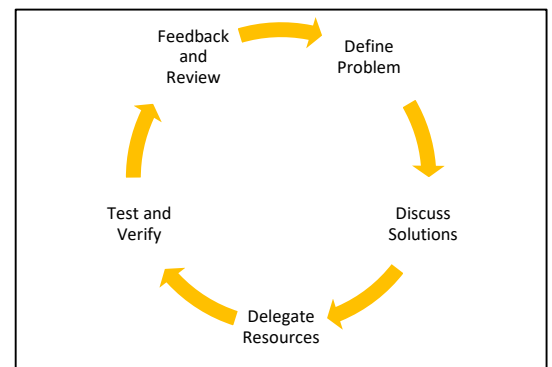 Feedback
and
Review
Define
Problem
Discuss
Solutions
Delegate
Resources
Test and
Verify